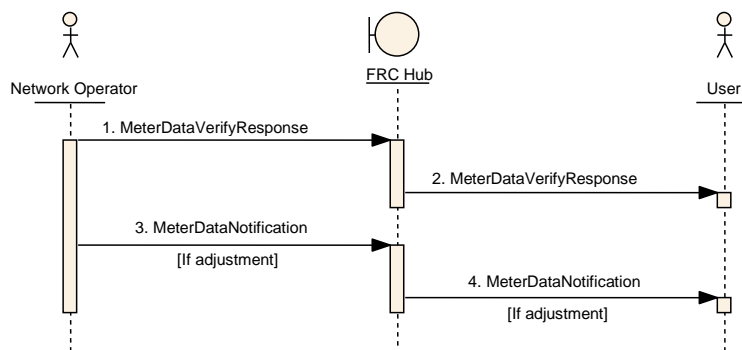 Network Operator
FRC Hub
User
1. MeterDataVerifyResponse
2. MeterDataVerifyResponse
3. MeterDataNotification
[If adjustment]
4. MeterDataNotification
[If adjustment]